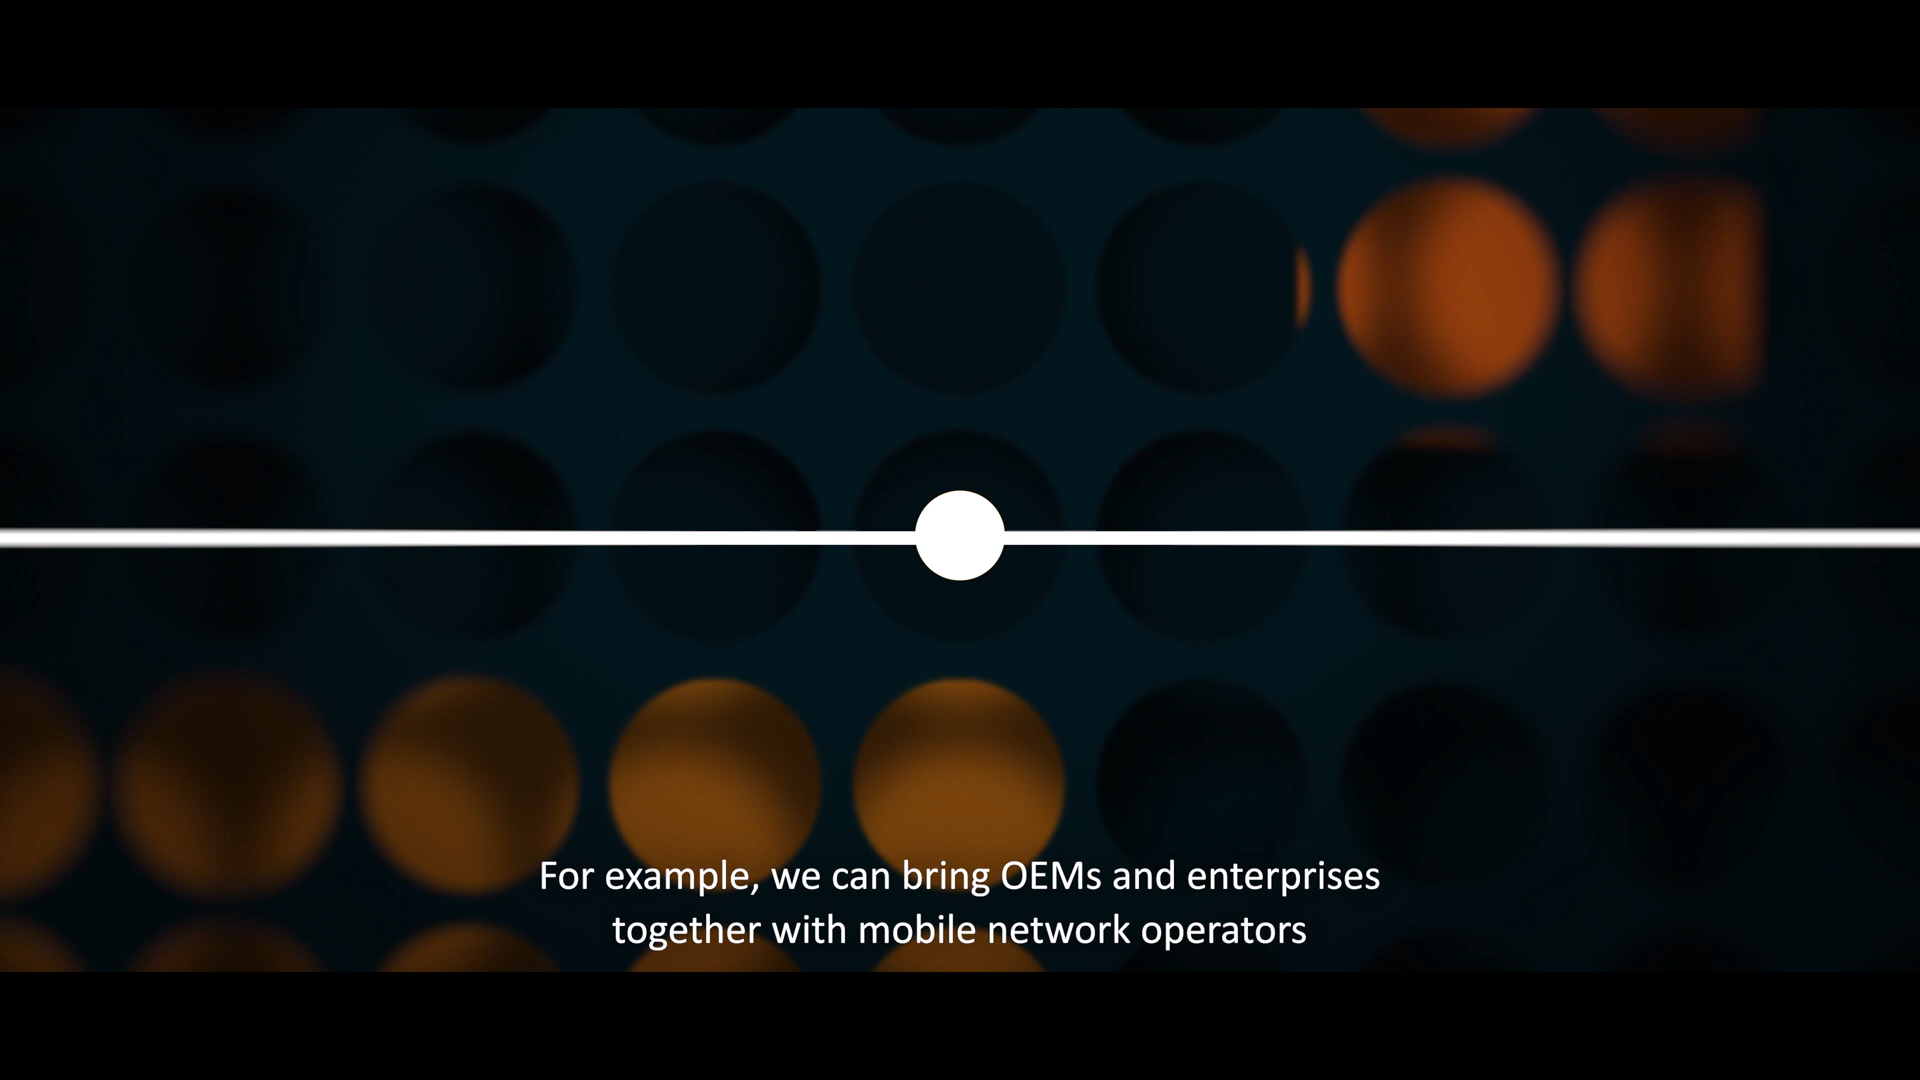 For example, we can bring OEMs and enterprises
together with mobile network operators